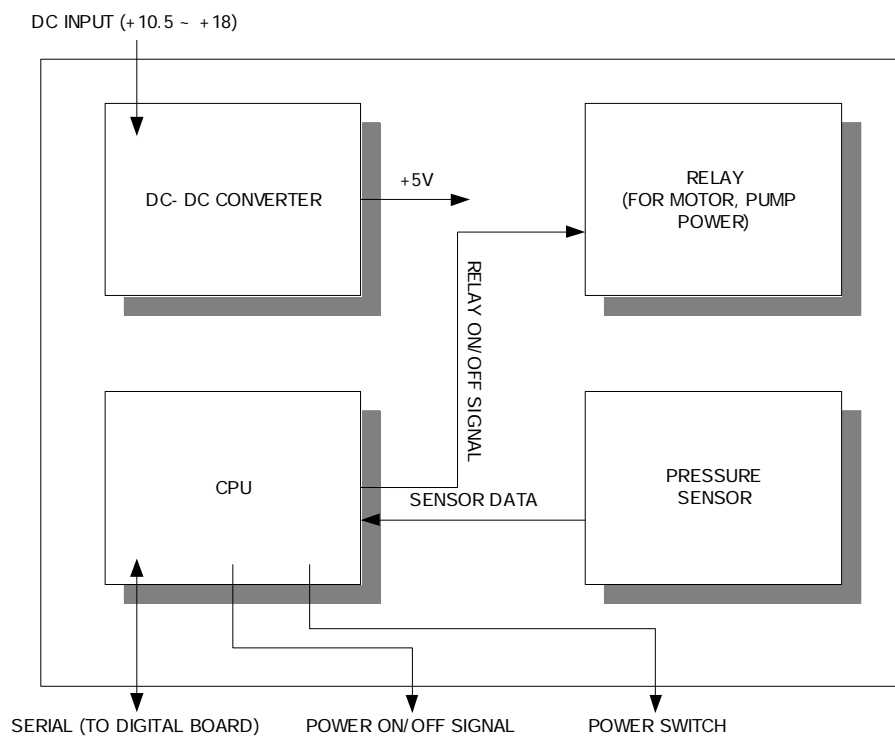 DC INPUT (+10.5 ~ +18)
DC- DC CONVERTER
+5V
RELAY
(FOR MOTOR, PUMP
POWER)
RELAY ON/OFF SIGNAL
CPU
SENSOR DATA
PRESSURE
SENSOR
SERIAL (TO DIGITAL BOARD)
POWER ON/OFF SIGNAL
POWER SWITCH